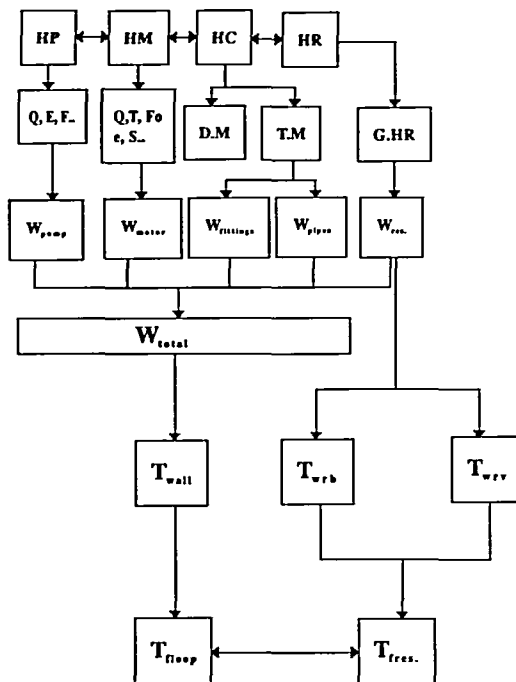 HP HM HC HR
Q, E, F..
Q,T, Fo
e, S..
D.M T.M G.HR
Wpump Wmotor Wfittings Wpipes Wres.
Wtotal
Twall Twrb Twrv
Tfloop Tfres.